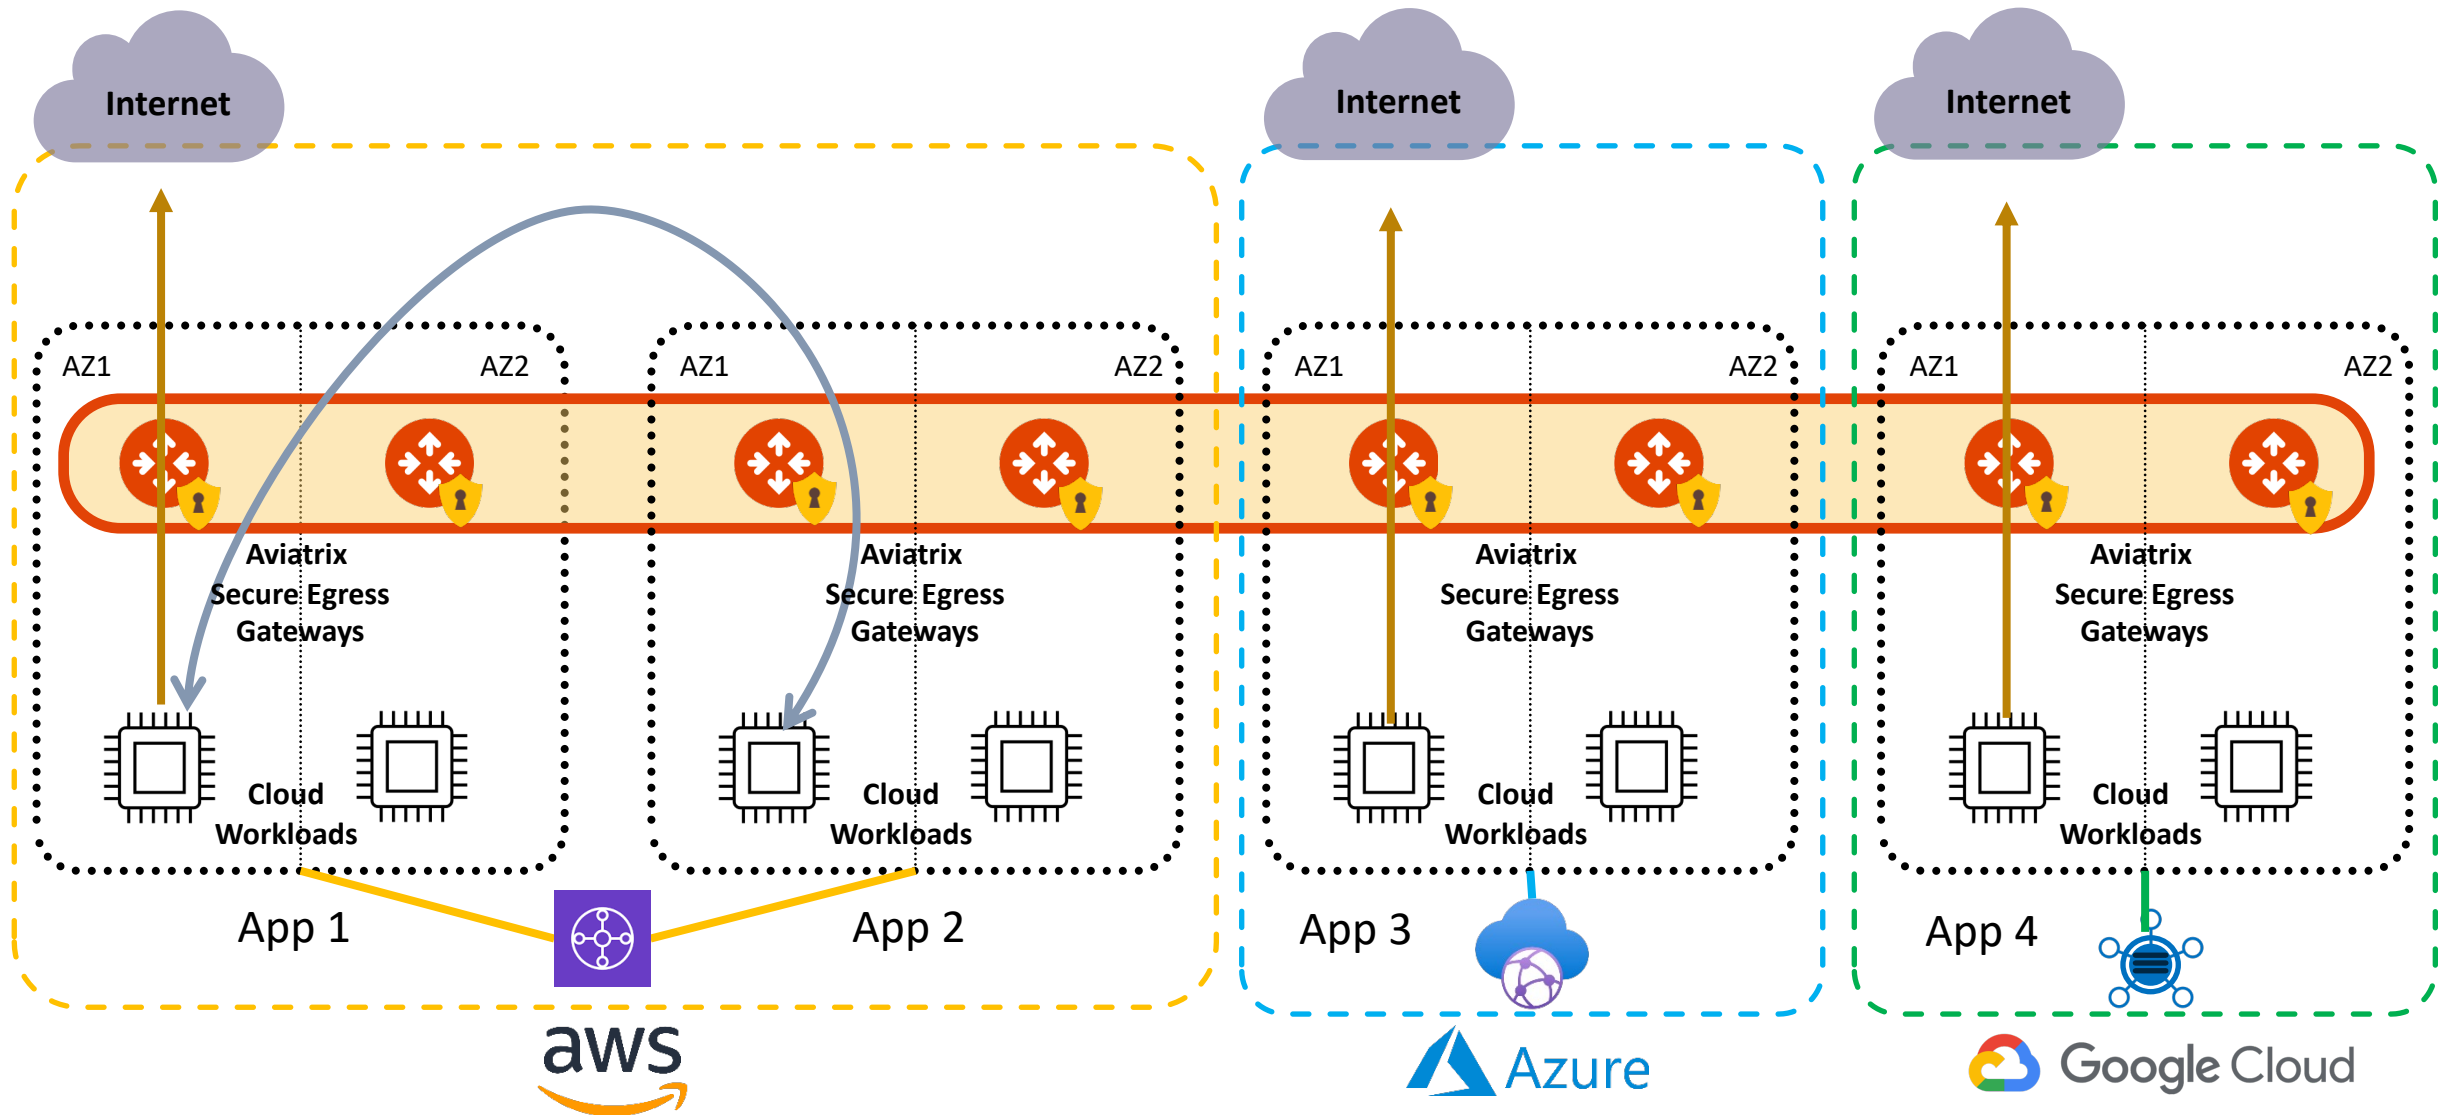 Internet
Internet
Internet
AZ1
AZ2
AZ1
AZ2
AZ1
AZ2
AZ1
AZ2
Aviatrix
Secure Egress
Gateways
Aviatrix
Secure Egress
Gateways
Aviatrix
Secure Egress
Gateways
Aviatrix
Secure Egress
Gateways
Cloud
Workloads
Cloud
Workloads
Cloud
Workloads
Cloud
Workloads
App 1
App 2
App 3
App 4
aws
Azure
Google Cloud